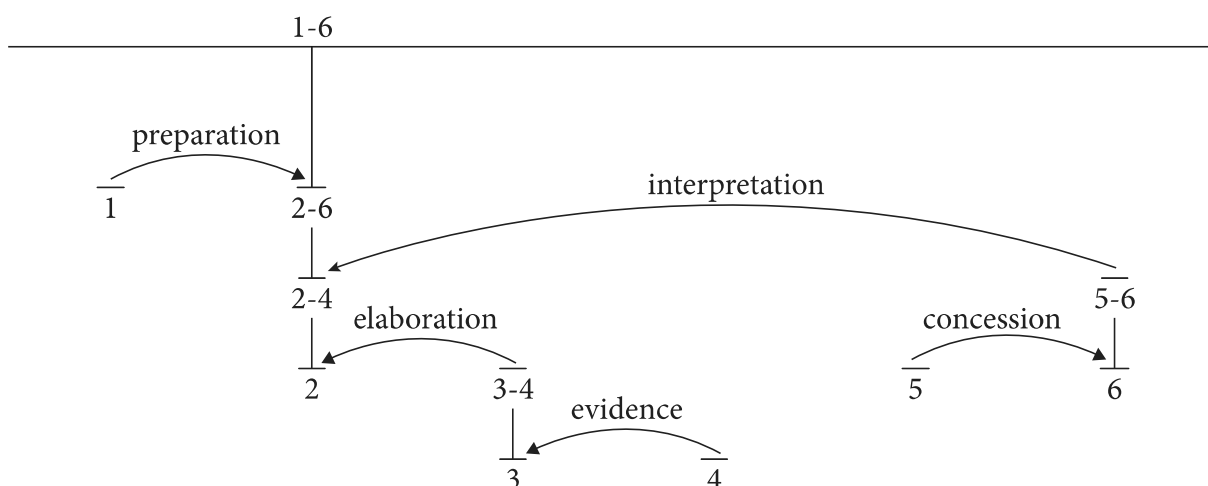 1-6
preparation
interpretation
1
2-6
2-4
5-6
elaboration
concession
2
3-4
5
6
evidence
3
4